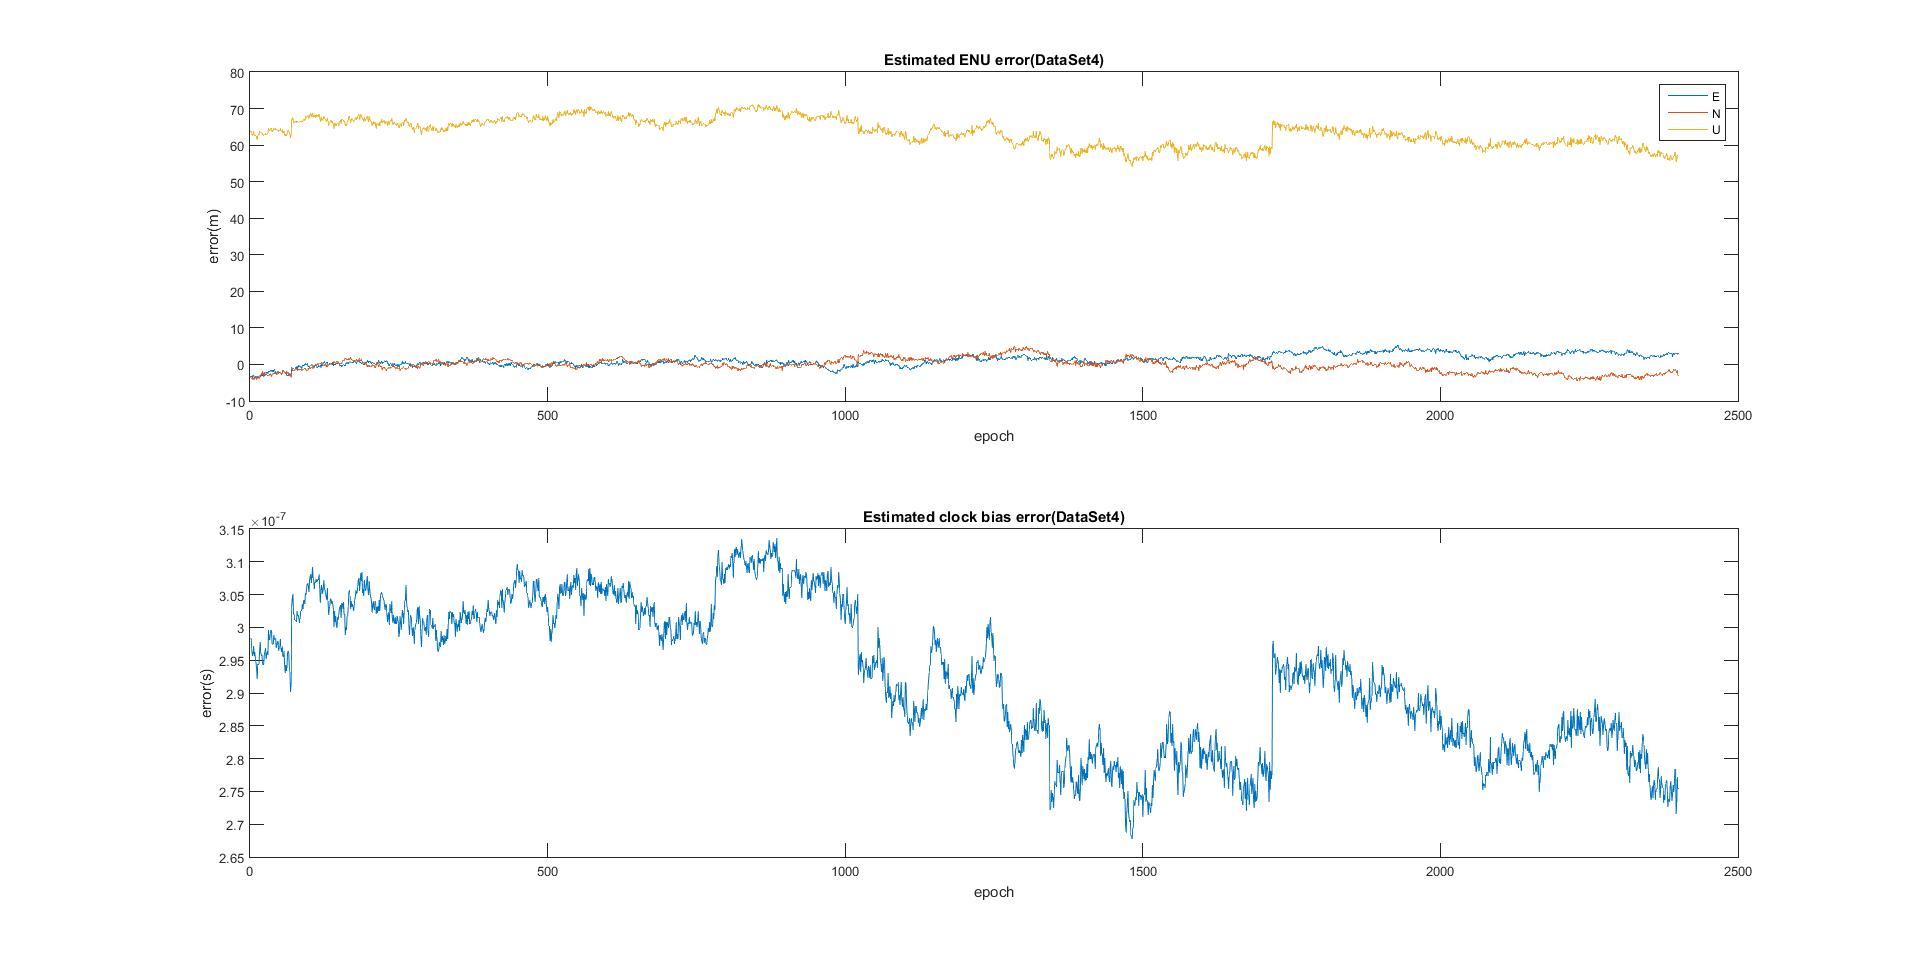 Estimated ENU error(DataSet4)
80
70
60
50
40
30
20
10
0
-10
error(m)
E
N
U
0 500 1000 1500 2000 2500
epoch
Estimated clock bias error(DataSet4)
×10-7
3.15
3.1
3.05
3
2.95
2.9
2.85
2.8
2.75
2.7
2.65
error(s)
0 500 1000 1500 2000 2500
epoch